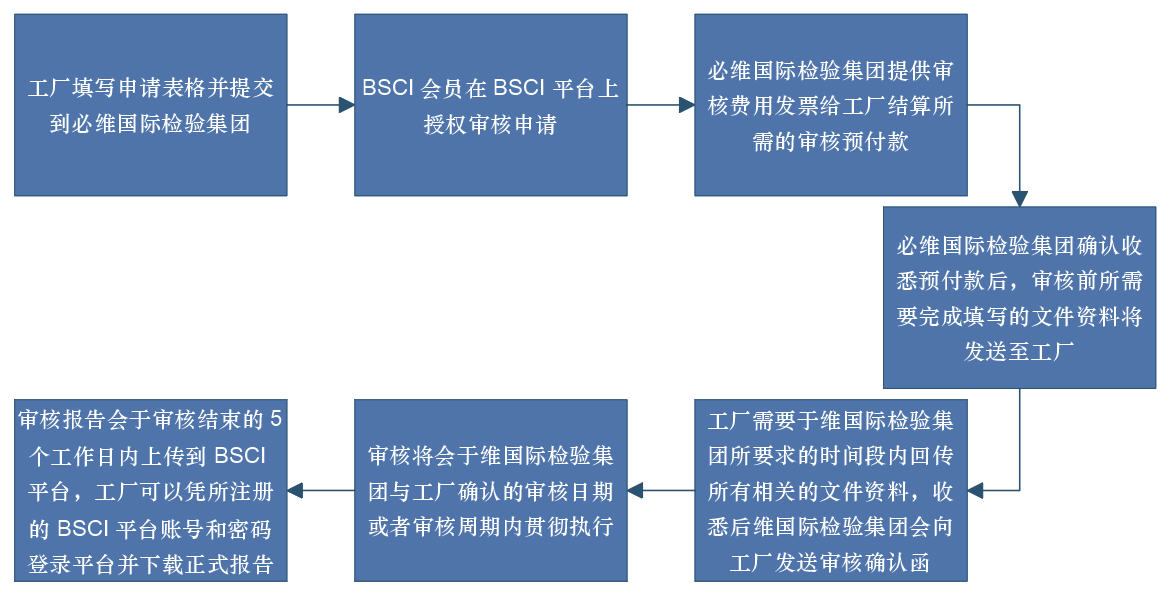 工厂填写申请表格并提交
到必维国际检验集团
BSCI 会员在 BSCI 平台上
授权审核申请
必维国际检验集团提供审
核费用发票给工厂结算所
需的审核预付款
必维国际检验集团确认收
悉预付款后，审核前所需
要完成填写的文件资料将
发送至工厂
工厂需要于维国际检验集
团所要求的时间段内回传
所有相关的文件资料，收
悉后维国际检验集团会向
工厂发送审核确认函
审核将会于维国际检验集
团与工厂确认的审核日期
或者审核周期内贯彻执行
审核报告会于审核结束的 5
个工作日内上传到 BSCI
平台，工厂可以凭所注册
的 BSCI 平台账号和密码
登录平台并下载正式报告